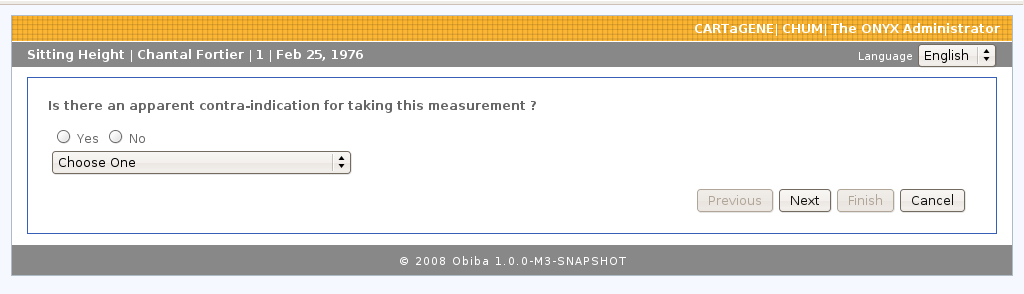 CARTaGENE| CHUM| The ONYX Administrator
Sitting Height | Chantal Fortier | 1 | Feb 25, 1976 Language English
Is there an apparent contra-indication for taking this measurement ?
Yes No
Choose One
Previous Next Finish Cancel
© 2008 Obiba 1.0.0-M3-SNAPSHOT